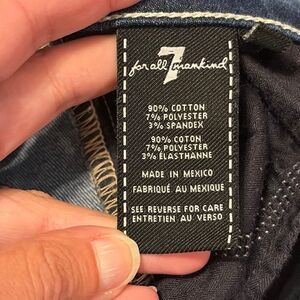 for all 7 mankind
90% COTTON
7% POLYESTER
3% SPANDEX
90% COTTON
7% POLYESTER
3% ELASTHANNE
MADE IN MEXICO
FABRIQUÉ AU MEXIQUE
SEE REVERSE FOR CARE
ENTRETIEN AU VERSO